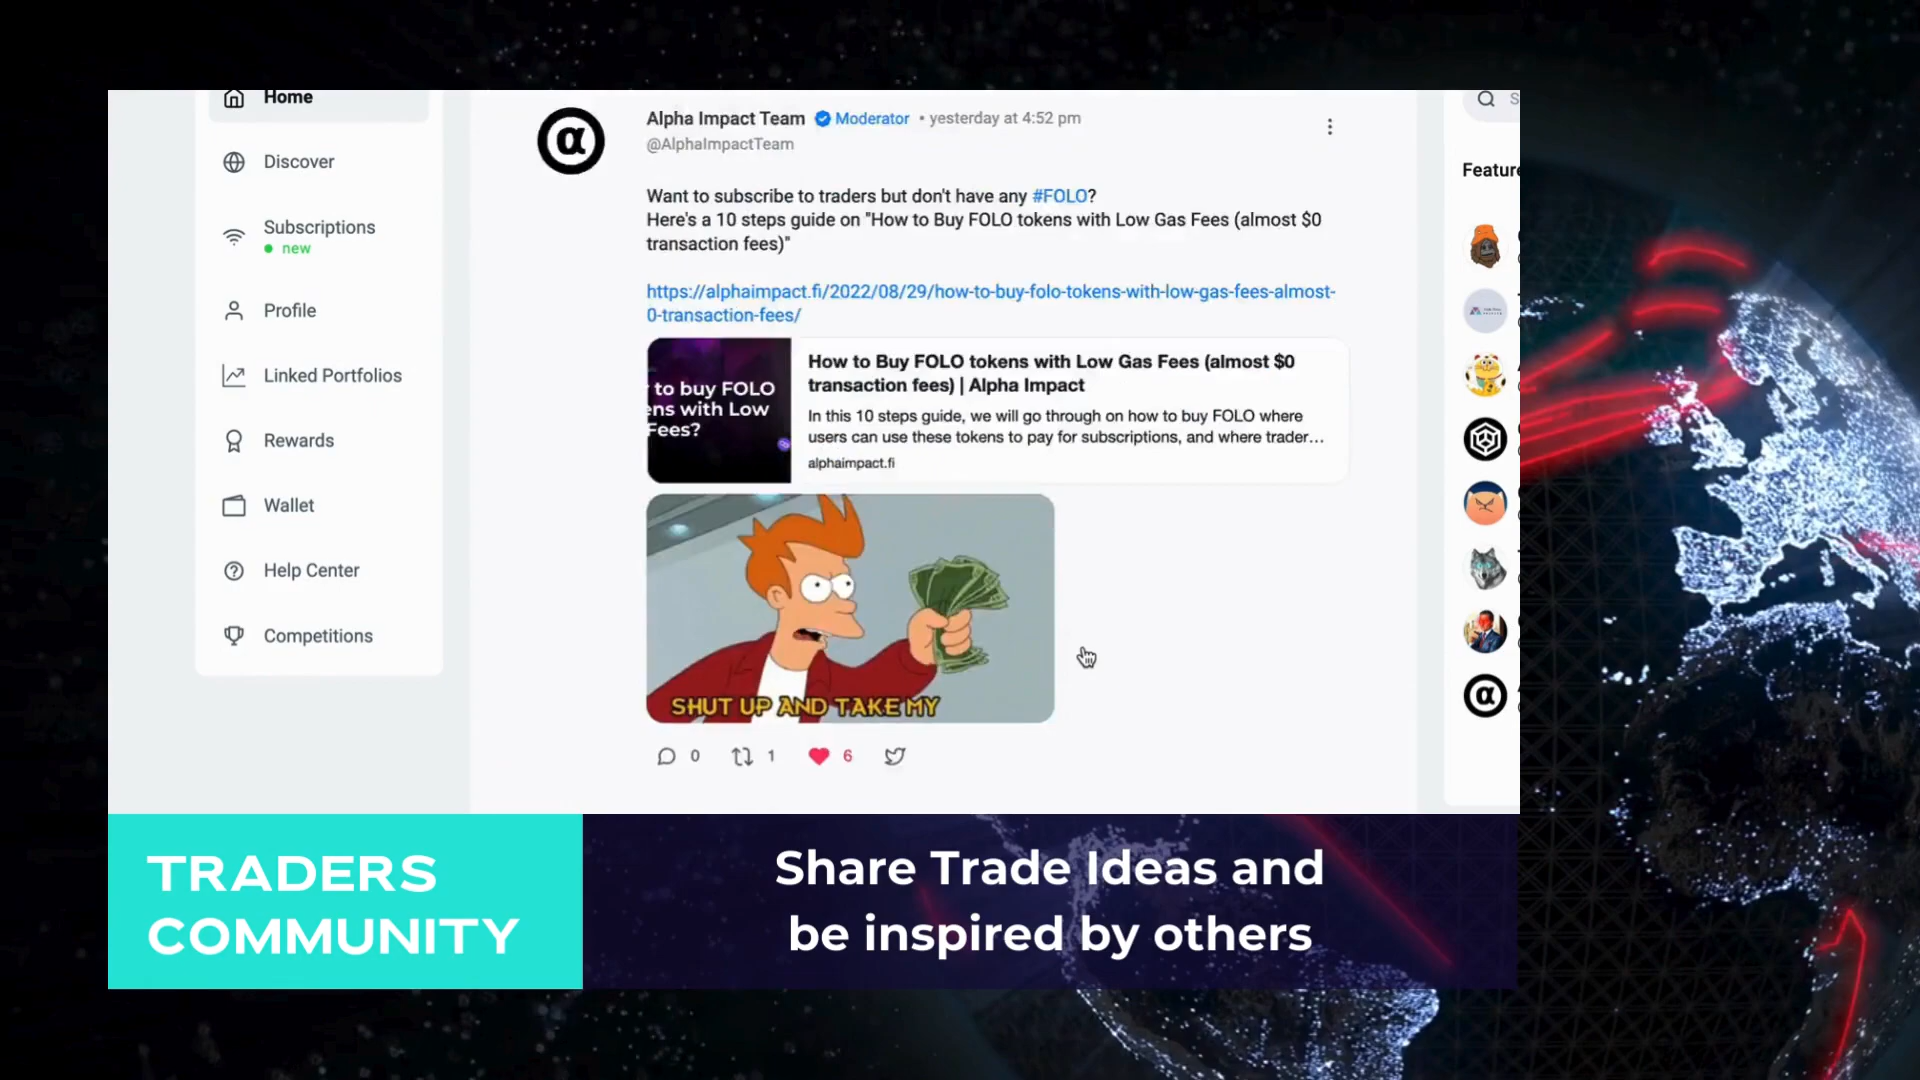 Home
Discover
Subscriptions
new
Profile
Linked Portfolios
Rewards
Wallet
Help Center
Competitions
Alpha Impact Team Moderator • yesterday at 4:52 pm
@AlphaImpactTeam
Want to subscribe to traders but don't have any #FOLO?
Here's a 10 steps guide on "How to Buy FOLO tokens with Low Gas Fees (almost $0
transaction fees)"
https://alphaimpact.fi/2022/08/29/how-to-buy-folo-tokens-with-low-gas-fees-almost-
0-transaction-fees/
to buy FOLO
ens with Low
Fees?
How to Buy FOLO tokens with Low Gas Fees (almost $0
transaction fees) | Alpha Impact
In this 10 steps guide, we will go through on how to buy FOLO where
users can use these tokens to pay for subscriptions, and where trader...
alphaimpact.fi
SHUT UP AND TAKE MY
0 1 6
S
Feature
TRADERS
COMMUNITY
Share Trade Ideas and
be inspired by others